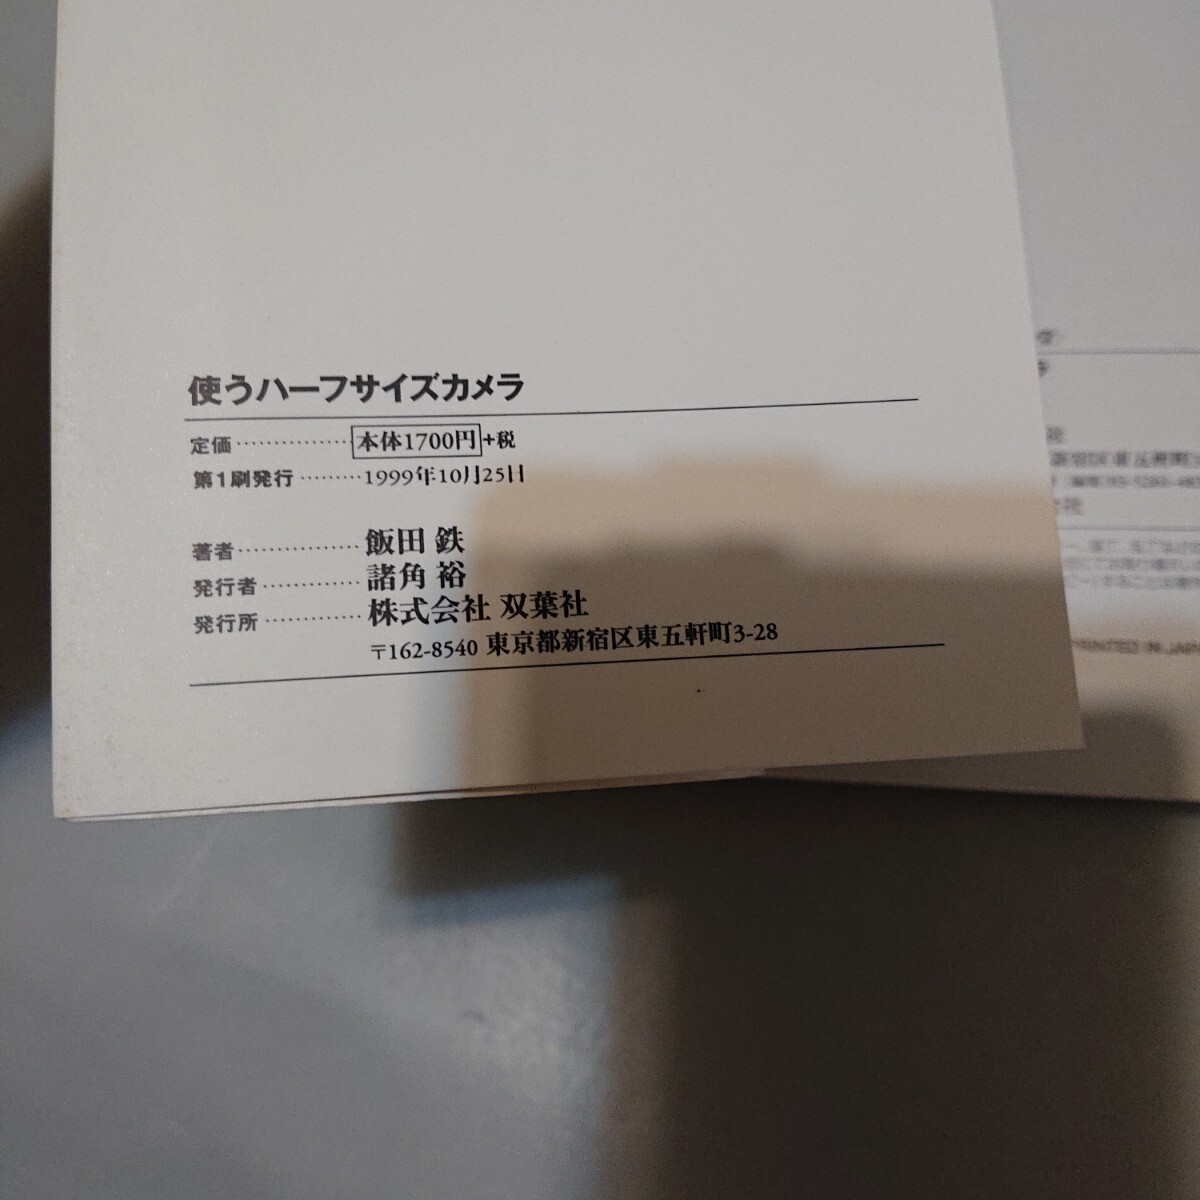 使うハーフサイズカメラ
定価………………本体1700円+税
第1刷発行………1999年10月25日
著者………………飯田 鉄
発行者……………諸角 裕
発行所……………株式会社 双葉社
〒162-8540 東京都新宿区東五軒町3-28
PRINTED IN JAPA